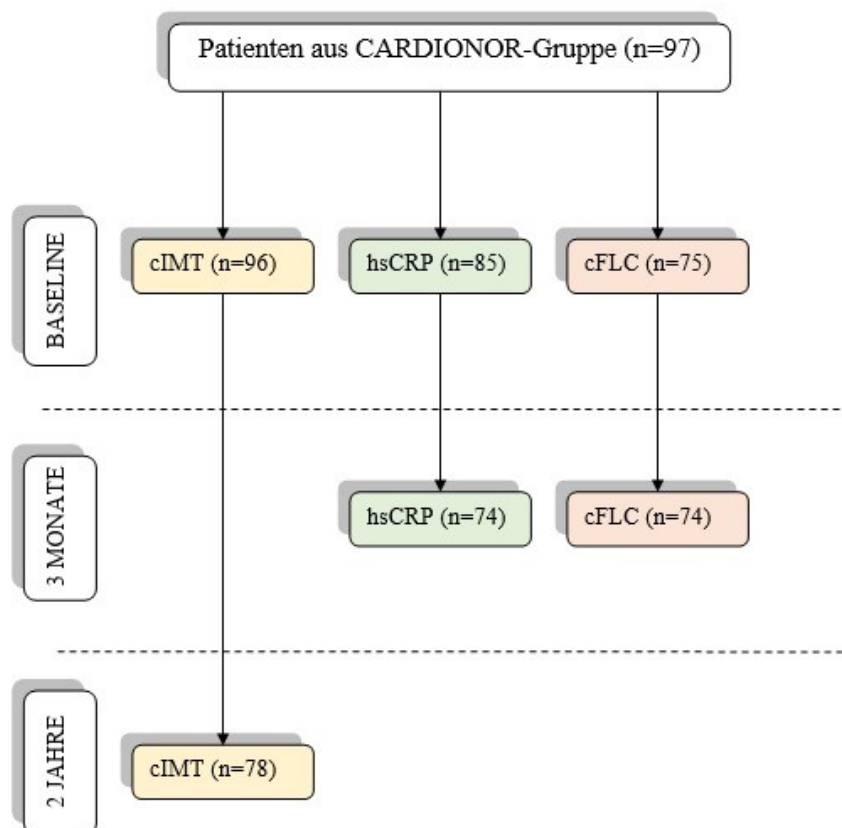 Patienten aus CARDIONOR-Gruppe (n=97)
BASELINE
cIMT (n=96)
hsCRP (n=85)
cFLC (n=75)
3 MONATE
hsCRP (n=74)
cFLC (n=74)
2 JAHRE
cIMT (n=78)